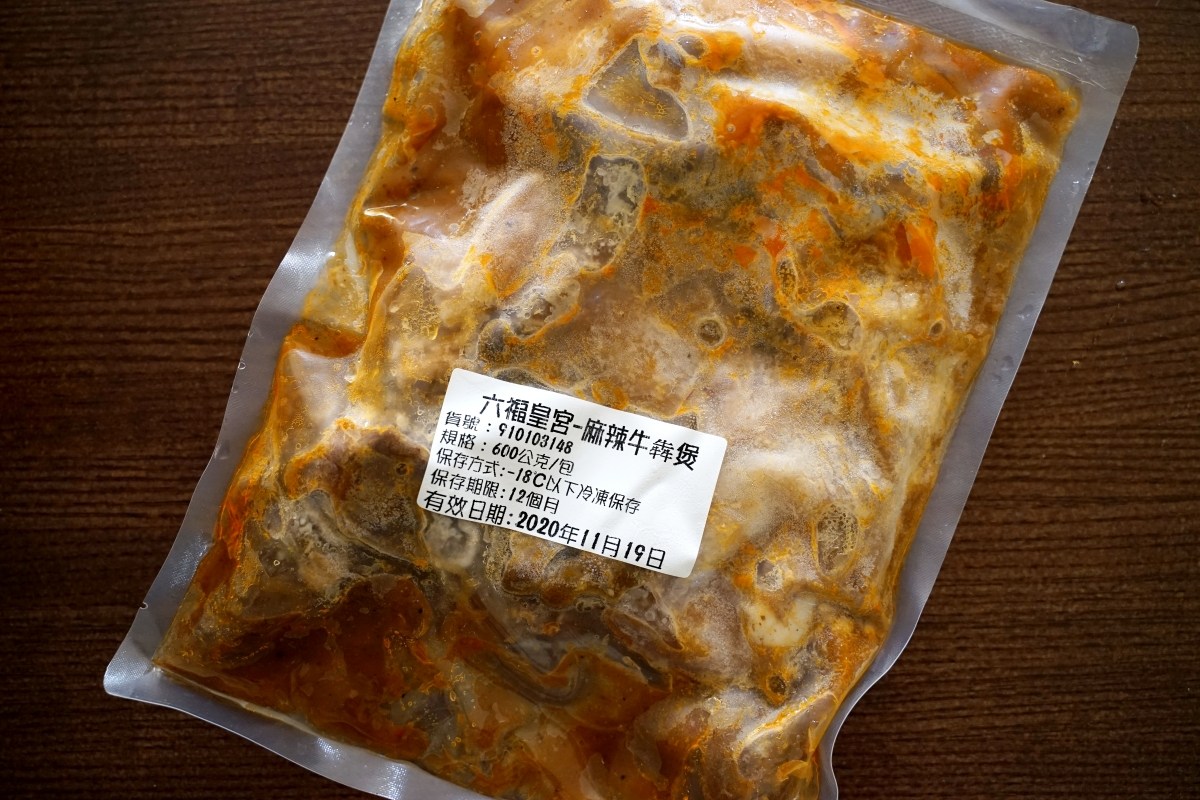 六福皇宮-麻辣牛犇煲
貨號：910103148
規格：600公克/包
保存方式:-18℃以下冷凍保存
保存期限:12個月
有效日期:2020年11月19日